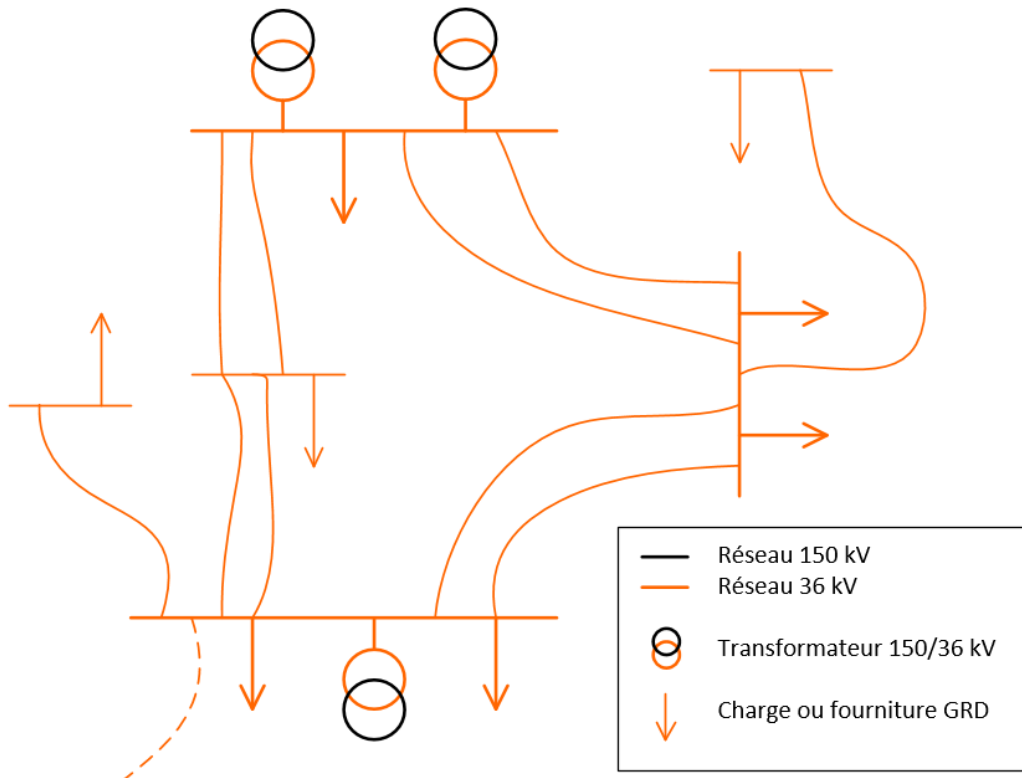 Réseau 150 kV
Réseau 36 kV
Transformateur 150/36 kV
Charge ou fourniture GRD